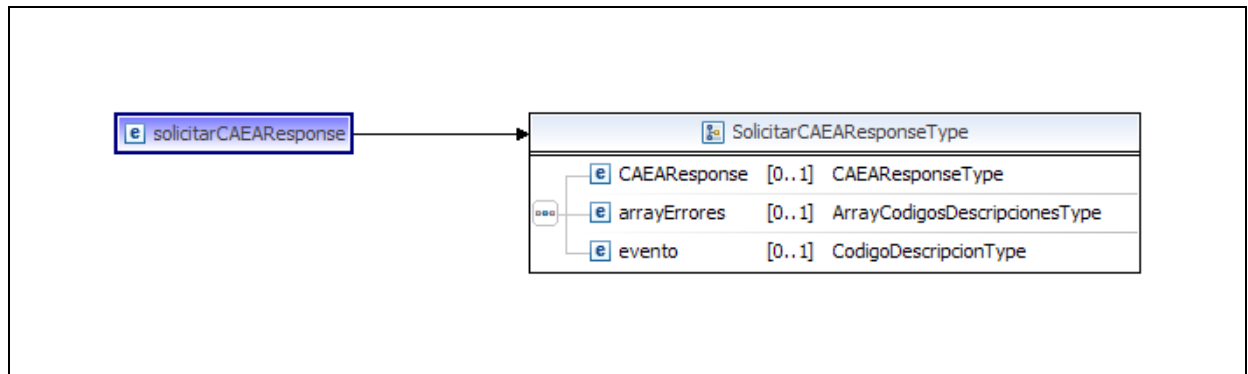 e solicitarCAEAResponse
SolicitarCAEAResponseType
e CAEAResponse [0..1] CAEAResponseType
e arrayErrores [0..1] ArrayCodigosDescripcionesType
e evento [0..1] CodigoDescripcionType